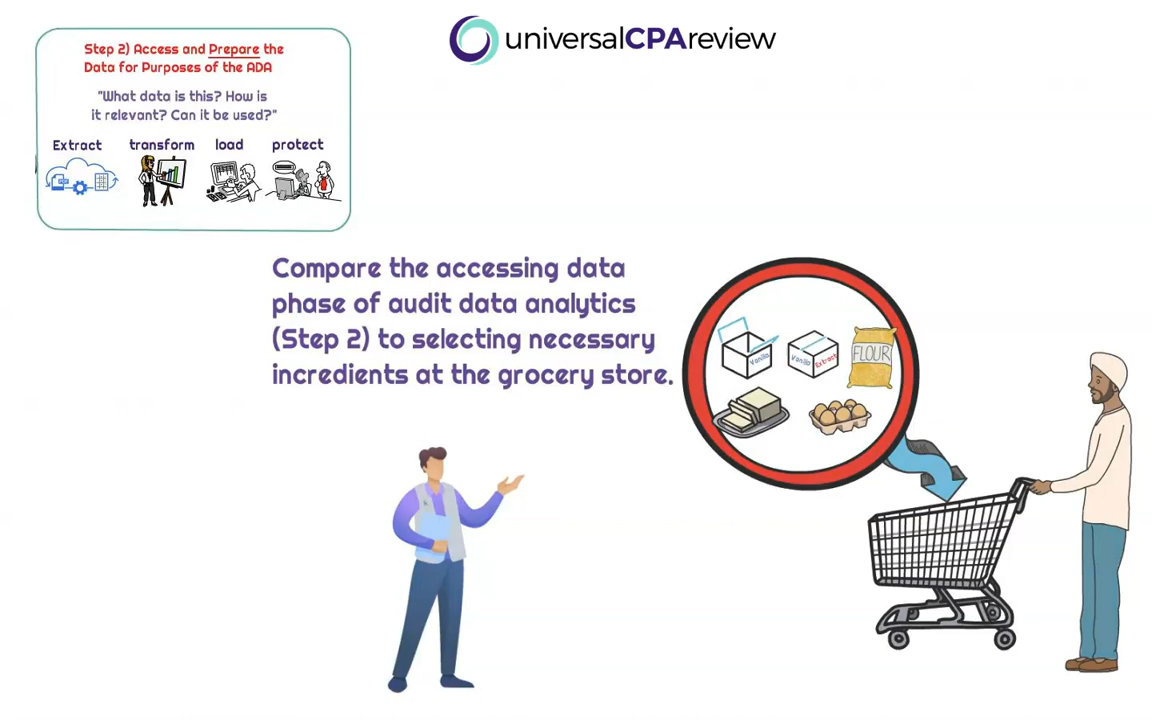 universalCPAreview
Step 2) Access and Prepare the
Data for Purposes of the ADA
"What data is this? How is
it relevant? Can it be used?"
Extract transform load protect
Compare the accessing data
phase of audit data analytics
(Step 2) to selecting necessary
incredients at the grocery store.
Vanilla
Vanilla Extract
FLOUR